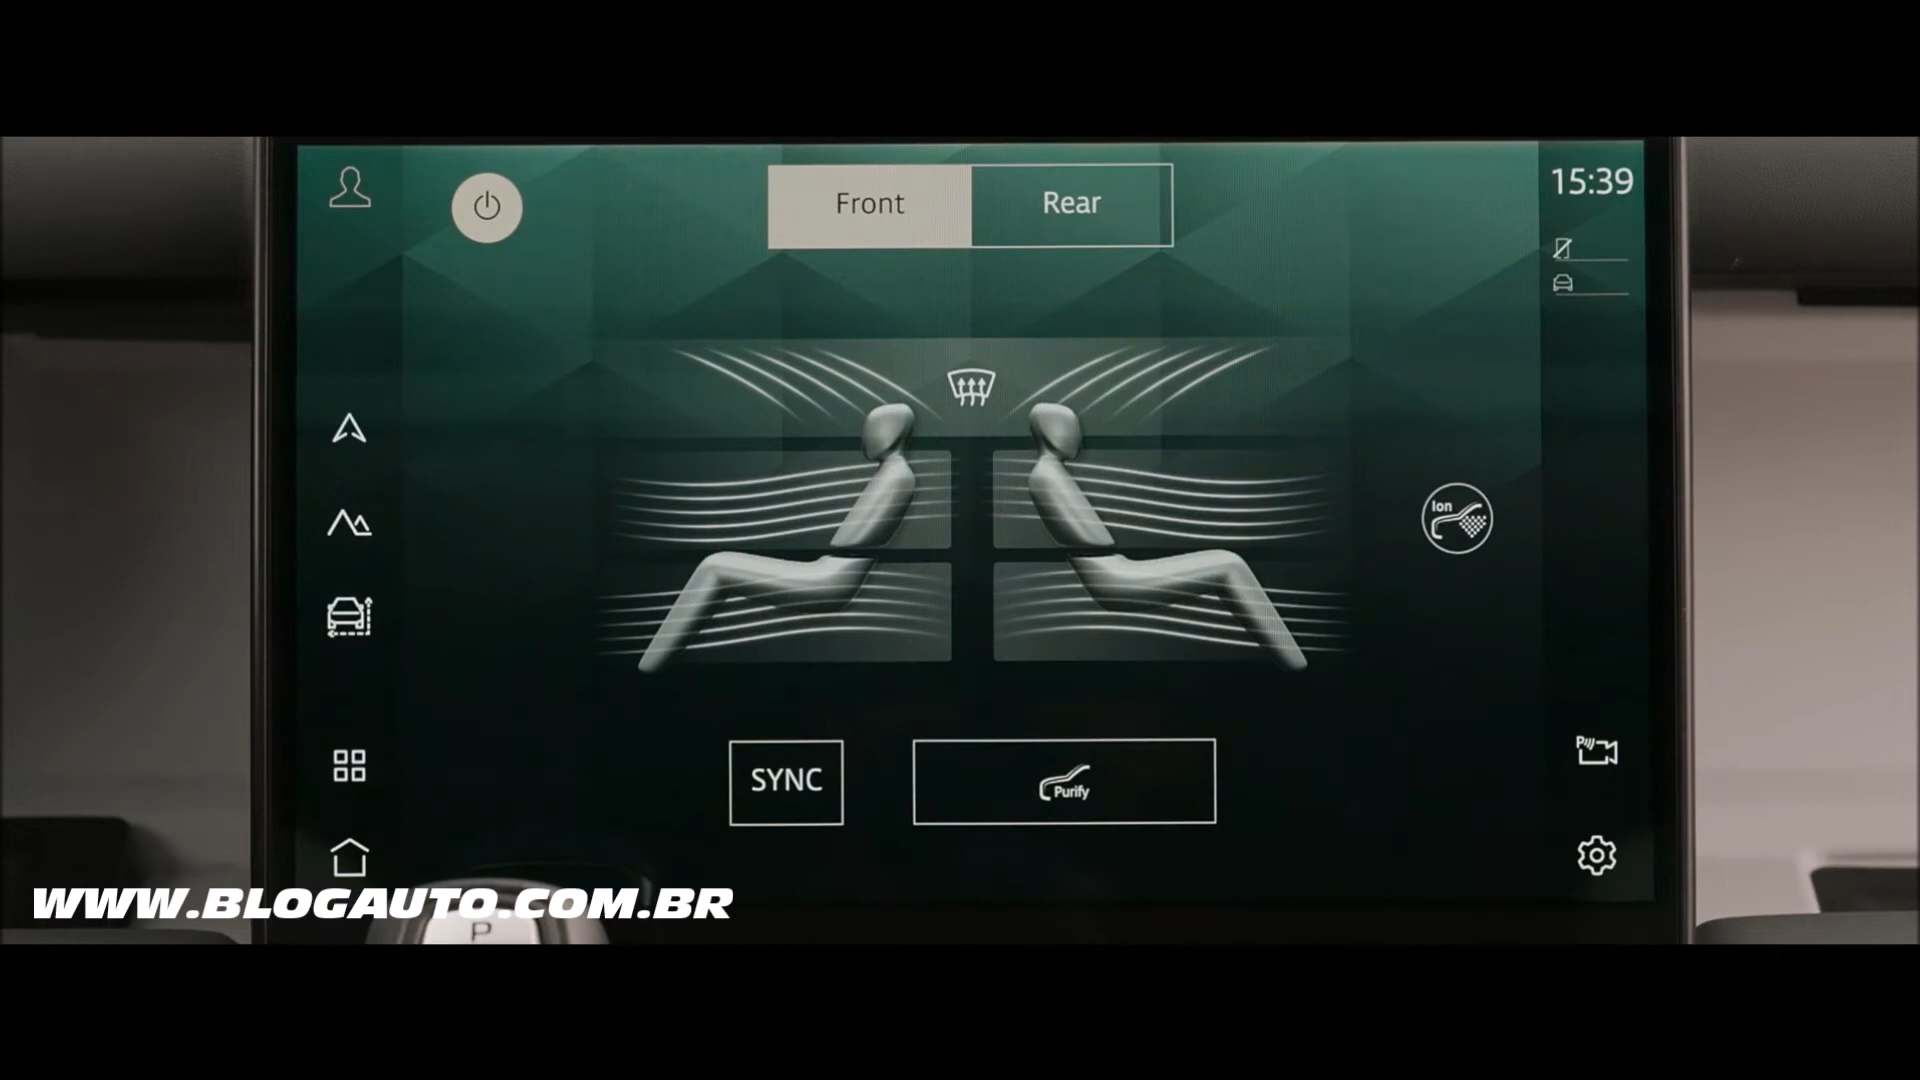 Front
Rear
15:39
Ion
SYNC
Purify
P
WWW.BLOGAUTO.COM.BR
P